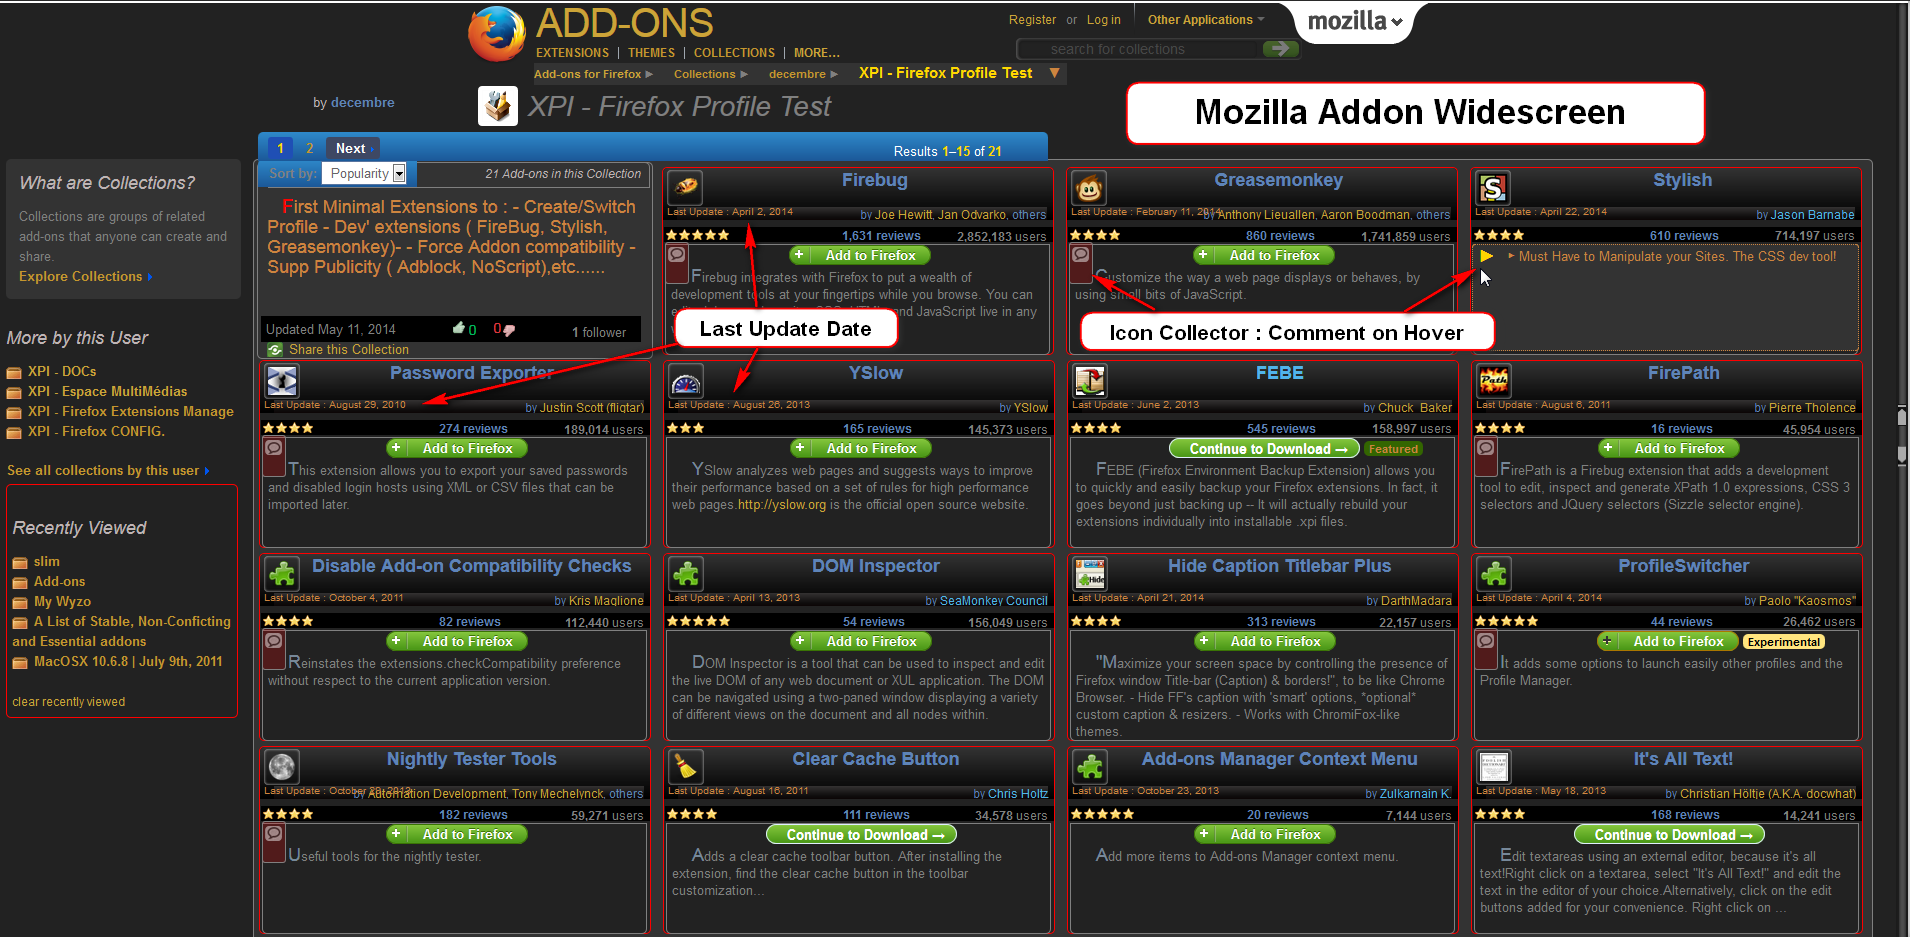 ADD-ONS
Register or Log in
Other Applications
mozilla
EXTENSIONS | THEMES | COLLECTIONS | MORE...
search for collections
Add-ons for Firefox ▶ Collections ▶ decembre ▶ XPI - Firefox Profile Test ▼
by decembre
XPI - Firefox Profile Test
Mozilla Addon Widescreen
1 2 Next
Results 1–15 of 21
What are Collections?
Collections are groups of related
add-ons that anyone can create and
share.
Explore Collections
More by this User
XPI - DOCs
XPI - Espace MultiMédias
XPI - Firefox Extensions Manage
XPI - Firefox CONFIG.
See all collections by this user
Recently Viewed
slim
Add-ons
My Wyzo
A List of Stable, Non-Conficting
and Essential addons
MacOSX 10.6.8 | July 9th, 2011
clear recently viewed
Sort by: Popularity
21 Add-ons in this Collection
First Minimal Extensions to : - Create/Switch
Profile - Dev' extensions ( FireBug, Stylish,
Greasemonkey)- - Force Addon compatibility -
Supp Publicity ( Adblock, NoScript),etc......
Updated May 11, 2014 0 0 1 follower
Share this Collection
Firebug
Last Update : April 2, 2014
by Joe Hewitt, Jan Odvarko, others
1,631 reviews 2,852,183 users
+ Add to Firefox
Firebug integrates with Firefox to put a wealth of
development tools at your fingertips while you browse. You can
and JavaScript live in any
Last Update Date
Greasemonkey
Last Update : February 11, 2014
by Anthony Lieuallen, Aaron Boodman, others
860 reviews 1,741,859 users
+ Add to Firefox
Customize the way a web page displays or behaves, by
using small bits of JavaScript.
Icon Collector : Comment on Hover
Stylish
Last Update : April 22, 2014
by Jason Barnabe
610 reviews 714,197 users
Must Have to Manipulate your Sites. The CSS dev tool!
Password Exporter
Last Update : August 29, 2010
by Justin Scott (fligtar)
274 reviews 189,014 users
+ Add to Firefox
This extension allows you to export your saved passwords
and disabled login hosts using XML or CSV files that can be
imported later.
YSlow
Last Update : August 26, 2013
by YSlow
165 reviews 145,373 users
+ Add to Firefox
YSlow analyzes web pages and suggests ways to improve
their performance based on a set of rules for high performance
web pages.http://yslow.org is the official open source website.
FEBE
Last Update : June 2, 2013
by Chuck Baker
545 reviews 158,997 users
Continue to Download → Featured
FEBE (Firefox Environment Backup Extension) allows you
to quickly and easily backup your Firefox extensions. In fact, it
goes beyond just backing up -- It will actually rebuild your
extensions individually into installable .xpi files.
FirePath
Last Update : August 6, 2011
by Pierre Tholence
16 reviews 45,954 users
+ Add to Firefox
FirePath is a Firebug extension that adds a development
tool to edit, inspect and generate XPath 1.0 expressions, CSS 3
selectors and JQuery selectors (Sizzle selector engine).
Disable Add-on Compatibility Checks
Last Update : October 4, 2011
by Kris Maglione
82 reviews 112,440 users
+ Add to Firefox
Reinstates the extensions.checkCompatibility preference
without respect to the current application version.
DOM Inspector
Last Update : April 13, 2013
by SeaMonkey Council
54 reviews 156,049 users
+ Add to Firefox
DOM Inspector is a tool that can be used to inspect and edit
the live DOM of any web document or XUL application. The DOM
can be navigated using a two-paned window displaying a variety
of different views on the document and all nodes within.
Hide Caption Titlebar Plus
Last Update : April 21, 2014
by DarthMadara
313 reviews 22,157 users
+ Add to Firefox
"Maximize your screen space by controlling the presence of
Firefox window Title-bar (Caption) & borders!", to be like Chrome
Browser. - Hide FF's caption with 'smart' options, *optional*
custom caption & resizers. - Works with ChromiFox-like
themes.
ProfileSwitcher
Last Update : April 4, 2014
by Paolo "Kaosmos"
44 reviews 26,462 users
+ Add to Firefox Experimental
It adds some options to launch easily other profiles and the
Profile Manager.
Nightly Tester Tools
Last Update : October
by Automation Development, Tony Mechelynck, others
182 reviews 59,271 users
+ Add to Firefox
Useful tools for the nightly tester.
Clear Cache Button
Last Update : August 16, 2011
by Chris Holtz
111 reviews 34,578 users
Continue to Download →
Adds a clear cache toolbar button. After installing the
extension, find the clear cache button in the toolbar
customization...
Add-ons Manager Context Menu
Last Update : October 23, 2013
by Zulkarnain K.
20 reviews 7,144 users
+ Add to Firefox
Add more items to Add-ons Manager context menu.
It's All Text!
Last Update : May 18, 2013
by Christian Höltje (A.K.A. docwhat)
168 reviews 14,241 users
Continue to Download →
Edit textareas using an external editor, because it's all
text!Right click on a textarea, select "It's All Text!" and edit the
text in the editor of your choice.Alternatively, click on the edit
buttons added for your convenience. Right click on ...